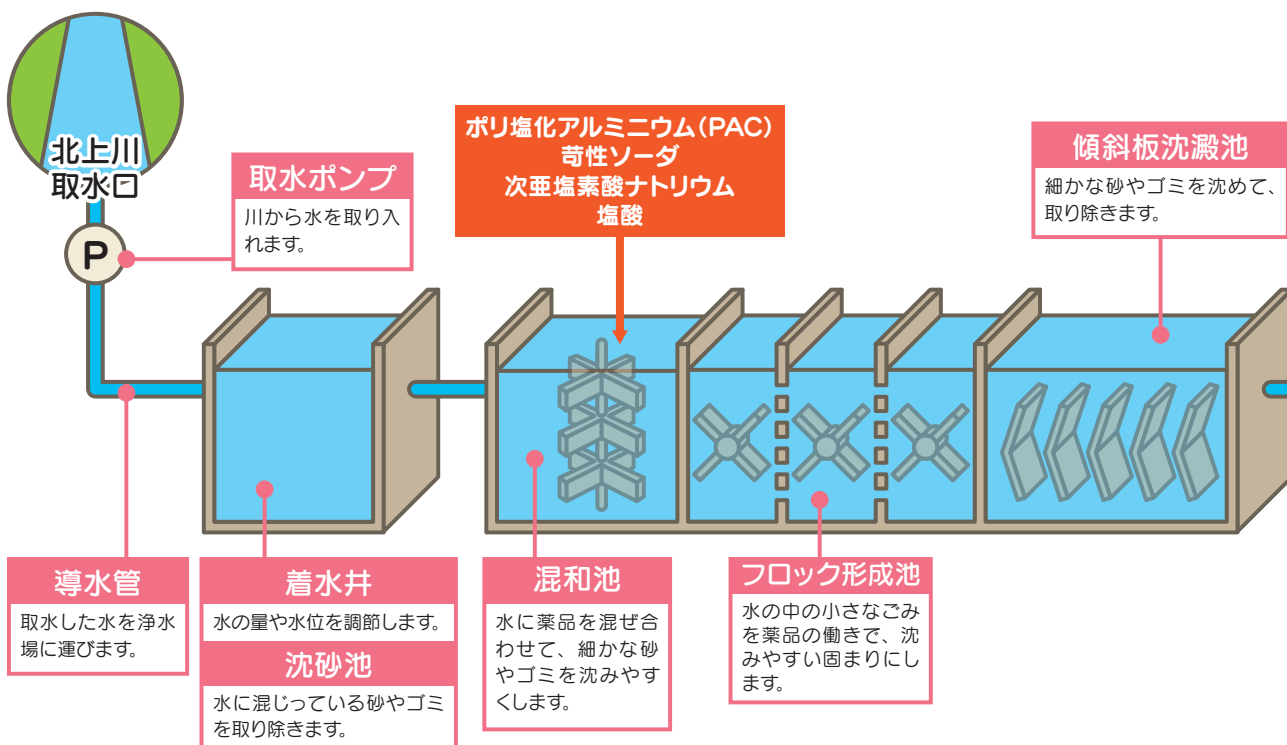 北上川
取水口
P
取水ポンプ
川から水を取り入
れます。
ポリ塩化アルミニウム(PAC)
苛性ソーダ
次亜塩素酸ナトリウム
塩酸
傾斜板沈澱池
細かな砂やゴミを沈めて、
取り除きます。
導水管
取水した水を浄水
場に運びます。
着水井
水の量や水位を調節します。
沈砂池
水に混じっている砂やゴミ
を取り除きます。
混和池
水に薬品を混ぜ合
わせて、細かな砂
やゴミを沈みやす
くします。
フロック形成池
水の中の小さなごみ
を薬品の働きで、沈
みやすい固まりにし
ます。